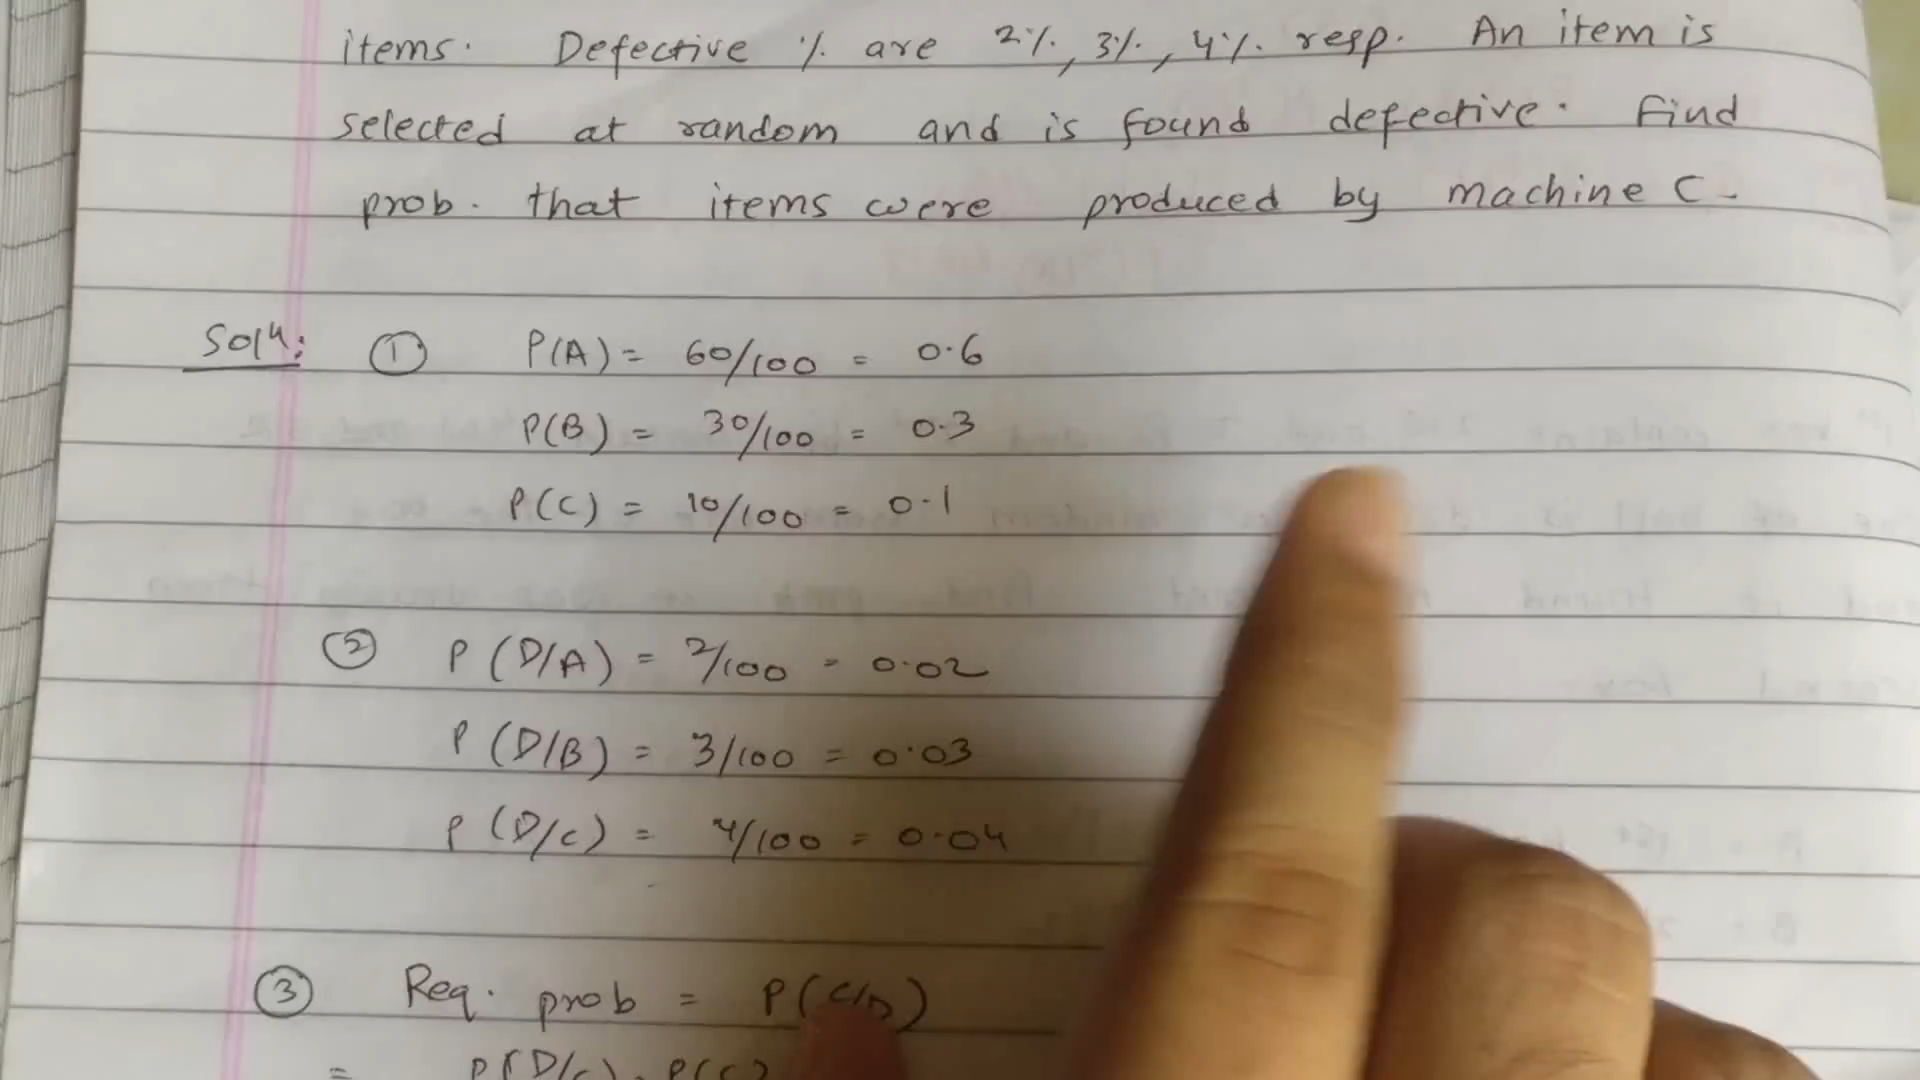 items. Defective % are 2%, 3%, 4% resp. An item is
selected at random and is found defective. Find
prob. that items were produced by machine C.
Soln: ① P(A) = 60/100 = 0.6
P(B) = 30/100 = 0.3
P(C) = 10/100 = 0.1
② P(D/A) = 2/100 = 0.02
P(D/B) = 3/100 = 0.03
P(D/C) = 4/100 = 0.04
③ Req. prob = P(C/D)
= P(D/C) . P(C)